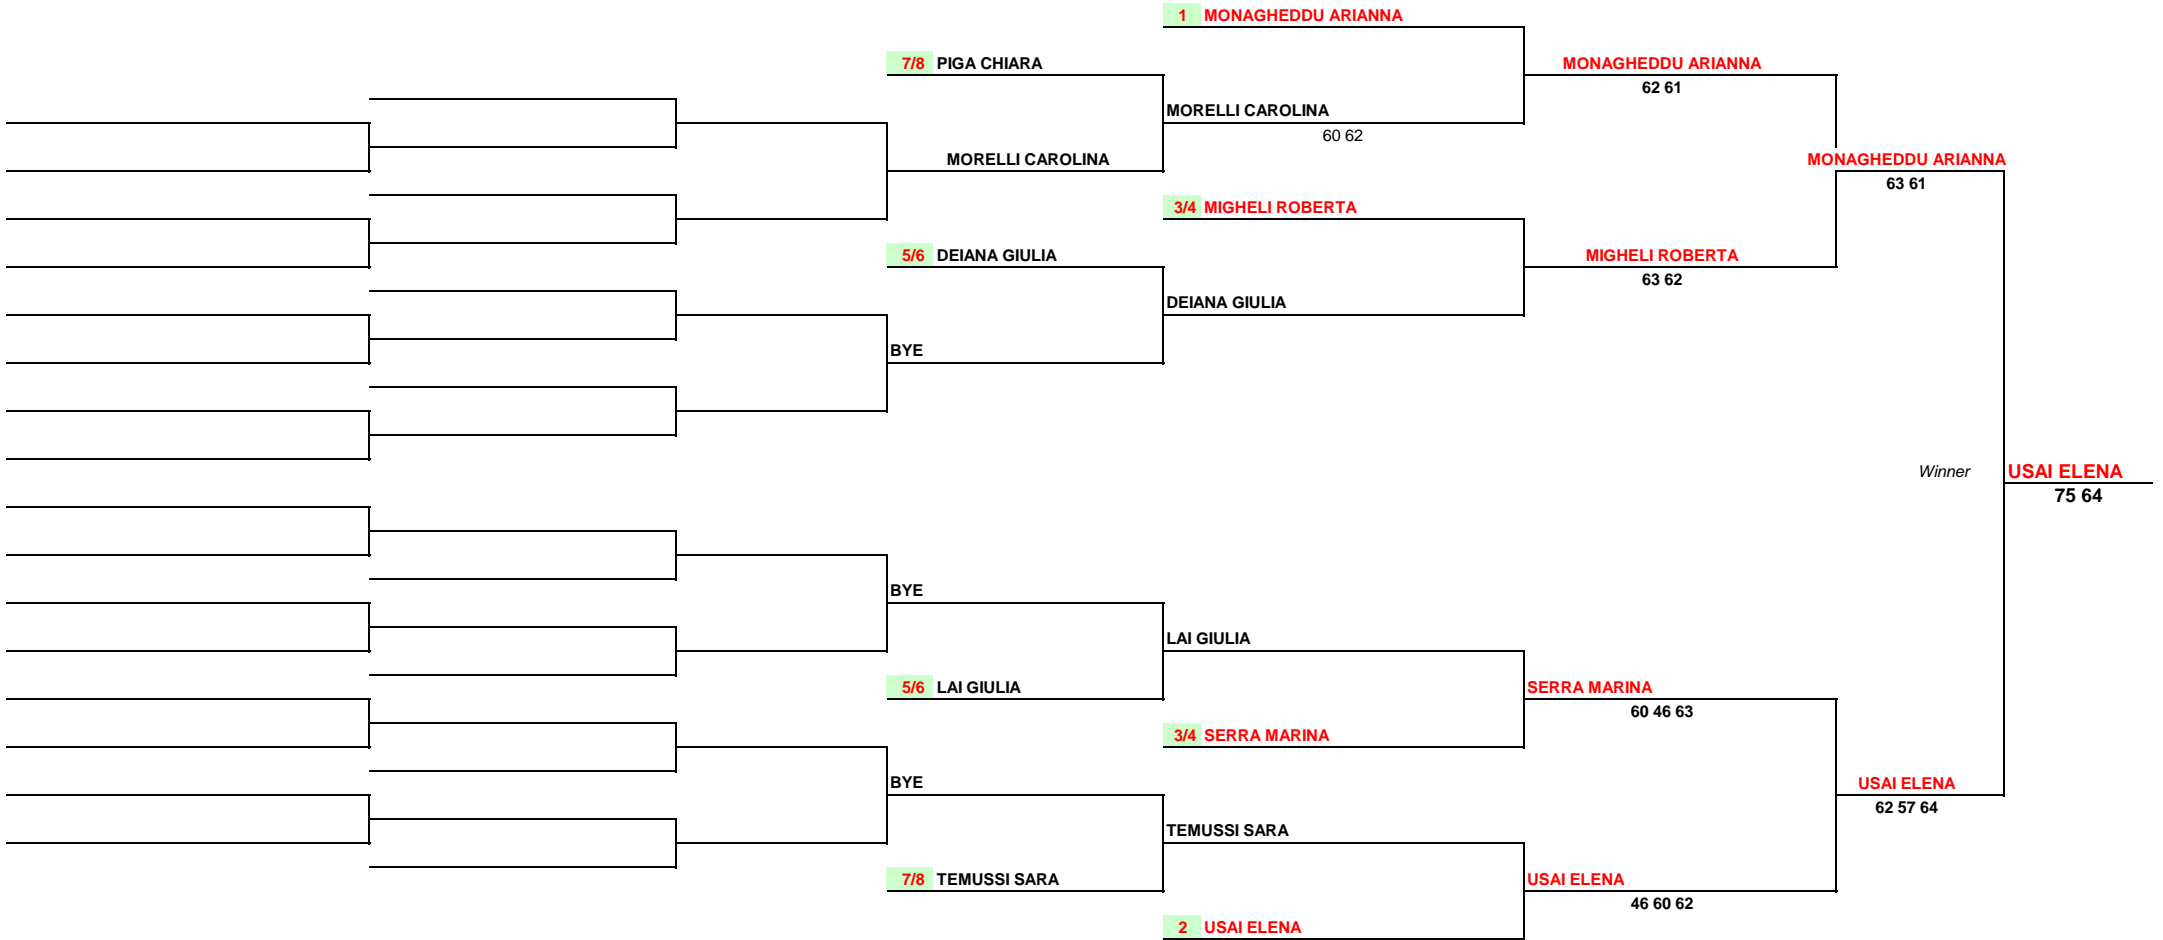 1 MONAGHEDDU ARIANNA
7/8 PIGA CHIARA
MONAGHEDDU ARIANNA
62 61
MORELLI CAROLINA
60 62
MORELLI CAROLINA
MONAGHEDDU ARIANNA
63 61
3/4 MIGHELI ROBERTA
5/6 DEIANA GIULIA
MIGHELI ROBERTA
63 62
DEIANA GIULIA
BYE
Winner
USAI ELENA
75 64
BYE
LAI GIULIA
5/6 LAI GIULIA
SERRA MARINA
60 46 63
3/4 SERRA MARINA
BYE
USAI ELENA
62 57 64
TEMUSSI SARA
7/8 TEMUSSI SARA
USAI ELENA
46 60 62
2 USAI ELENA